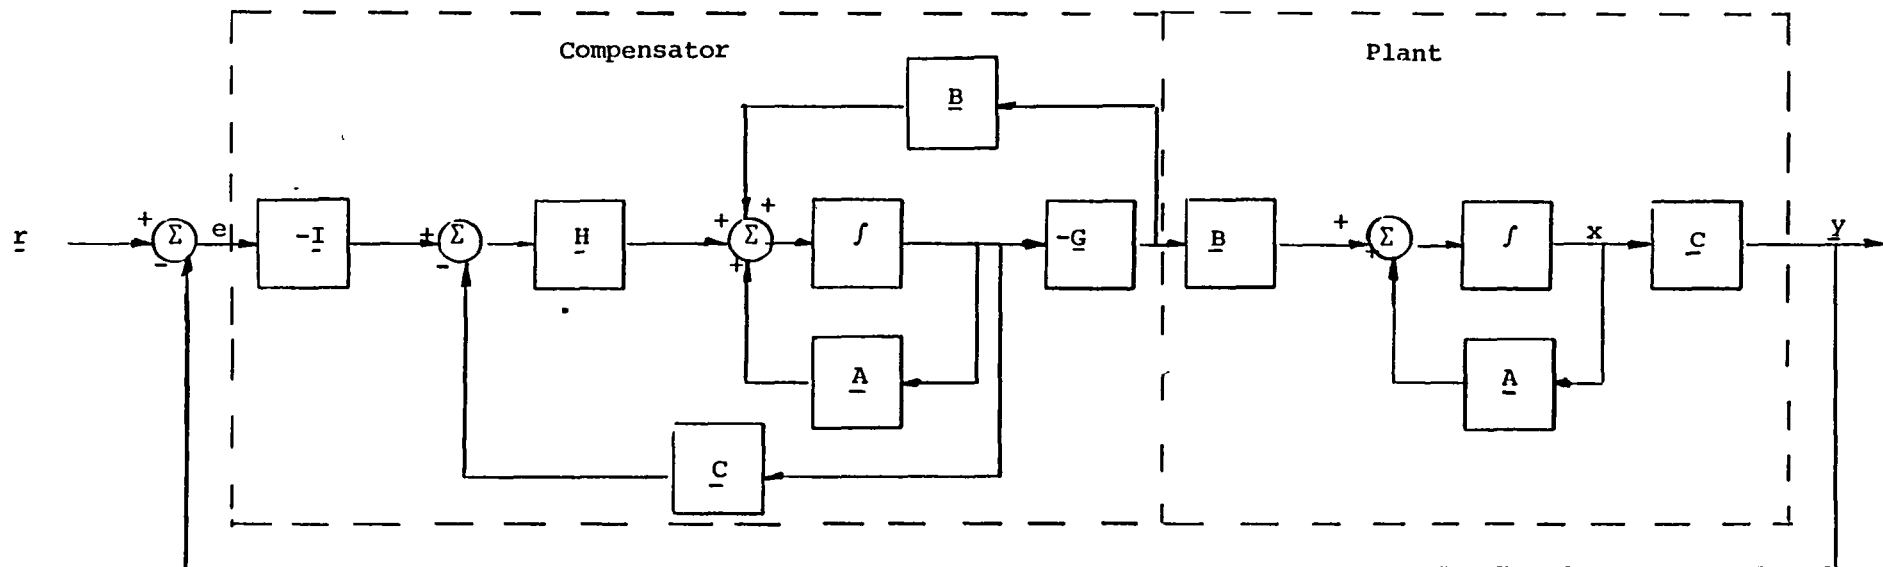 Compensator
Plant
B
r
+
Σ
-
e
-I
+
Σ
-
H
+
+
Σ
+
∫
-G
B
+
Σ
+
∫
x
C
y
A
A
C